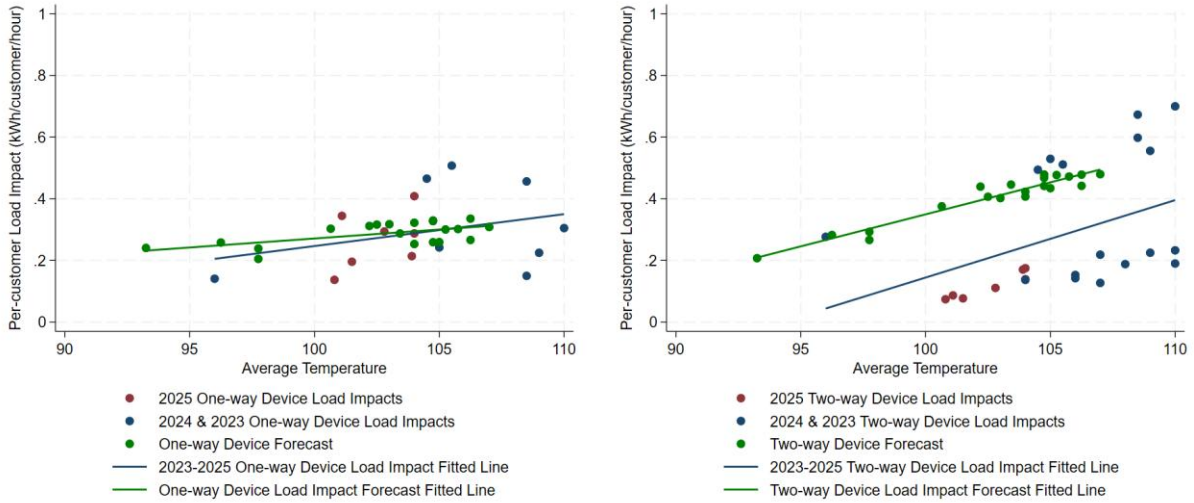 Per-customer Load Impact (kWh/customer/hour)
1
.8
.6
.4
.2
0
90 95 100 105 110
Average Temperature
2025 One-way Device Load Impacts
2024 & 2023 One-way Device Load Impacts
One-way Device Forecast
2023-2025 One-way Device Load Impact Fitted Line
One-way Device Load Impact Forecast Fitted Line
Per-customer Load Impact (kWh/customer/hour)
1
.8
.6
.4
.2
0
90 95 100 105 110
Average Temperature
2025 Two-way Device Load Impacts
2024 & 2023 Two-way Device Load Impacts
Two-way Device Forecast
2023-2025 Two-way Device Load Impact Fitted Line
Two-way Device Load Impact Forecast Fitted Line